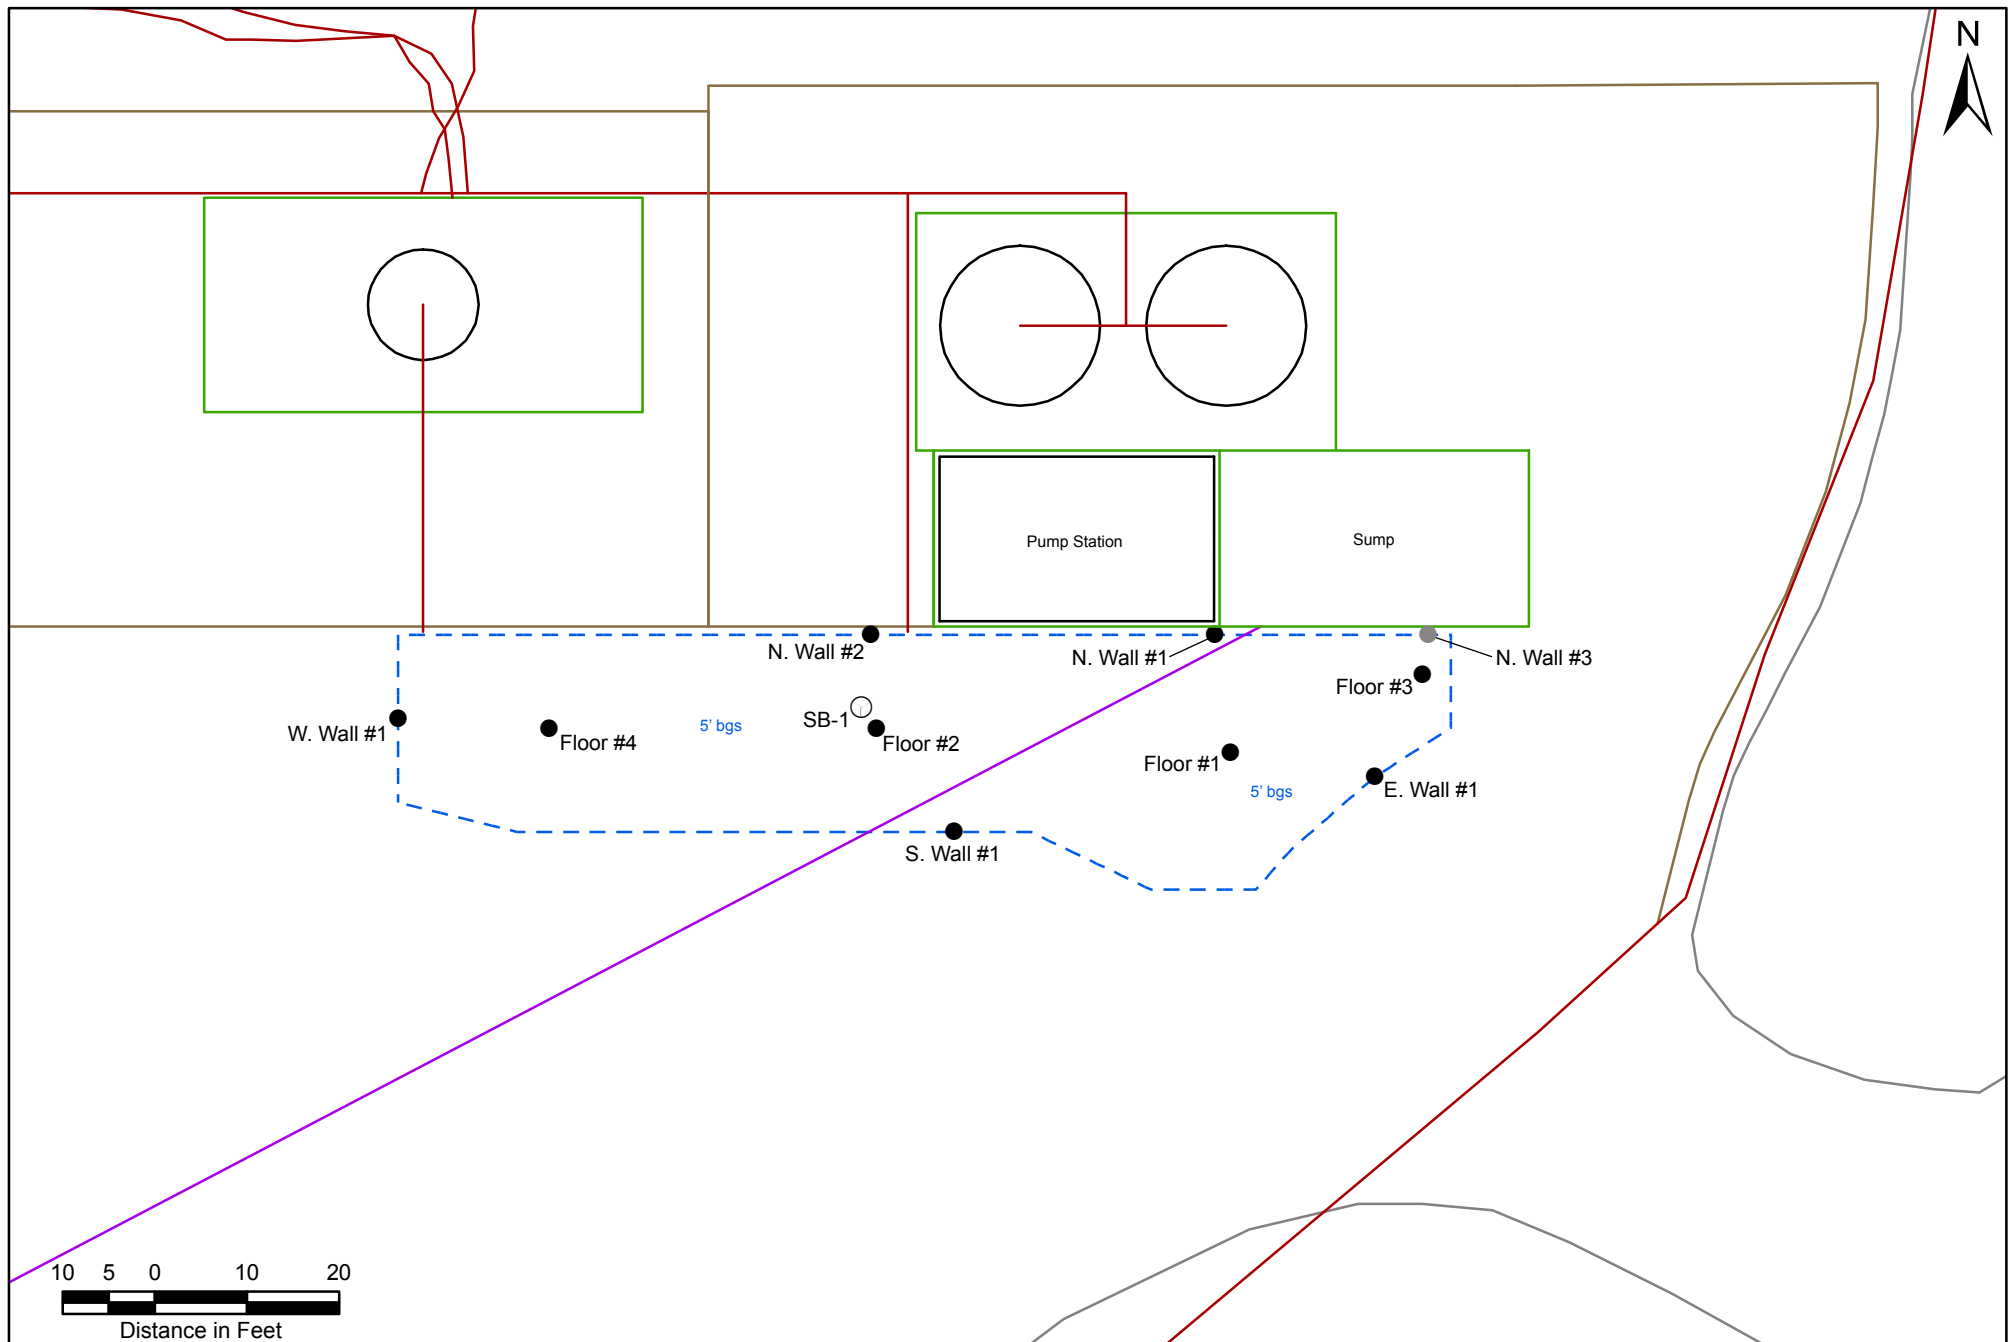 N
Pump Station
Sump
N. Wall #2
N. Wall #1
N. Wall #3
Floor #3
SB-1
5' bgs
W. Wall #1
Floor #4
Floor #2
Floor #1
5' bgs
E. Wall #1
S. Wall #1
10 5 0 10 20
Distance in Feet